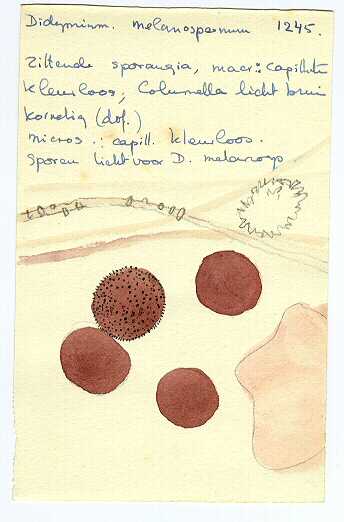 Didymium. melanospermum 1245.
Zittende sporangia, macr.: capillitia
kleurloos, Columella licht bruin
korrelig (dof.)
micros.: capill. kleurloos.
Sporen licht voor D. melanosp.